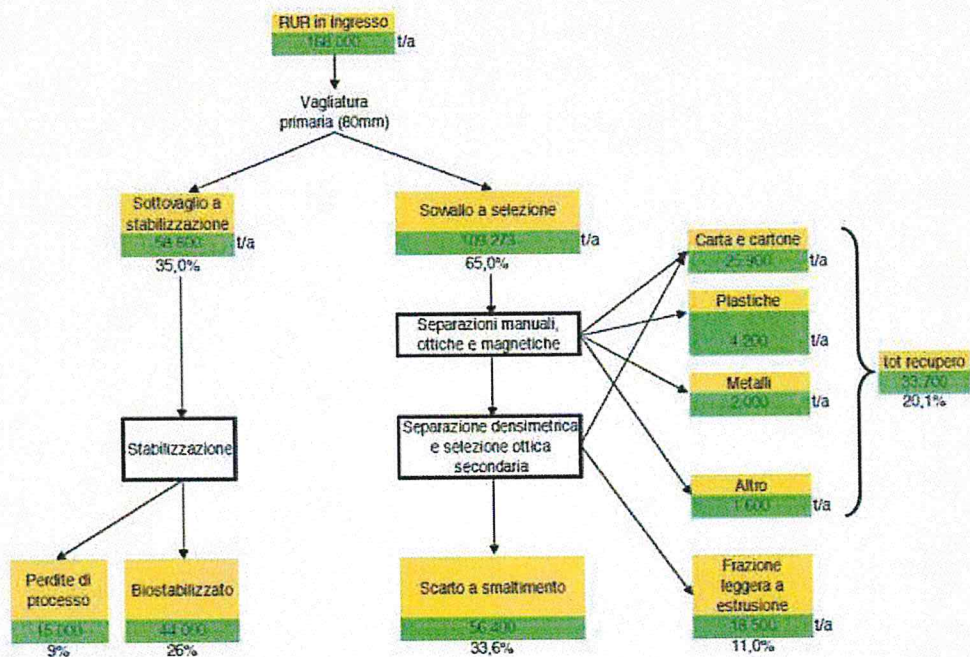 RUR in ingresso
168.000 t/a
Vagliatura
primaria (80mm)
Sottovaglio a
stabilizzazione
58.800 t/a
35,0%
Sovvallo a selezione
109.273 t/a
65,0%
Carta e cartone
25.900 t/a
Plastiche
4.200 t/a
Metalli
2.000 t/a
Altro
1.600 t/a
tot recupero
33.700
20,1%
Separazioni manuali,
ottiche e magnetiche
Separazione densimetrica
e selezione ottica
secondaria
Stabilizzazione
Perdite di
processo
15.000
9%
Biostabilizzato
44.000
26%
Scarto a smaltimento
56.400
33,6%
Frazione
leggera a
estrusione
18.500 t/a
11,0%